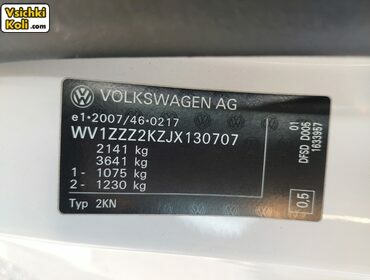 Vsichki
Koli.com
VOLKSWAGEN AG
e1*2007/46*0217
WV1ZZZ2KZJX130707
2141 kg
3641 kg
1 - 1075 kg
2 - 1230 kg
Typ 2KN
01
DFSD D006
1633957
0.5